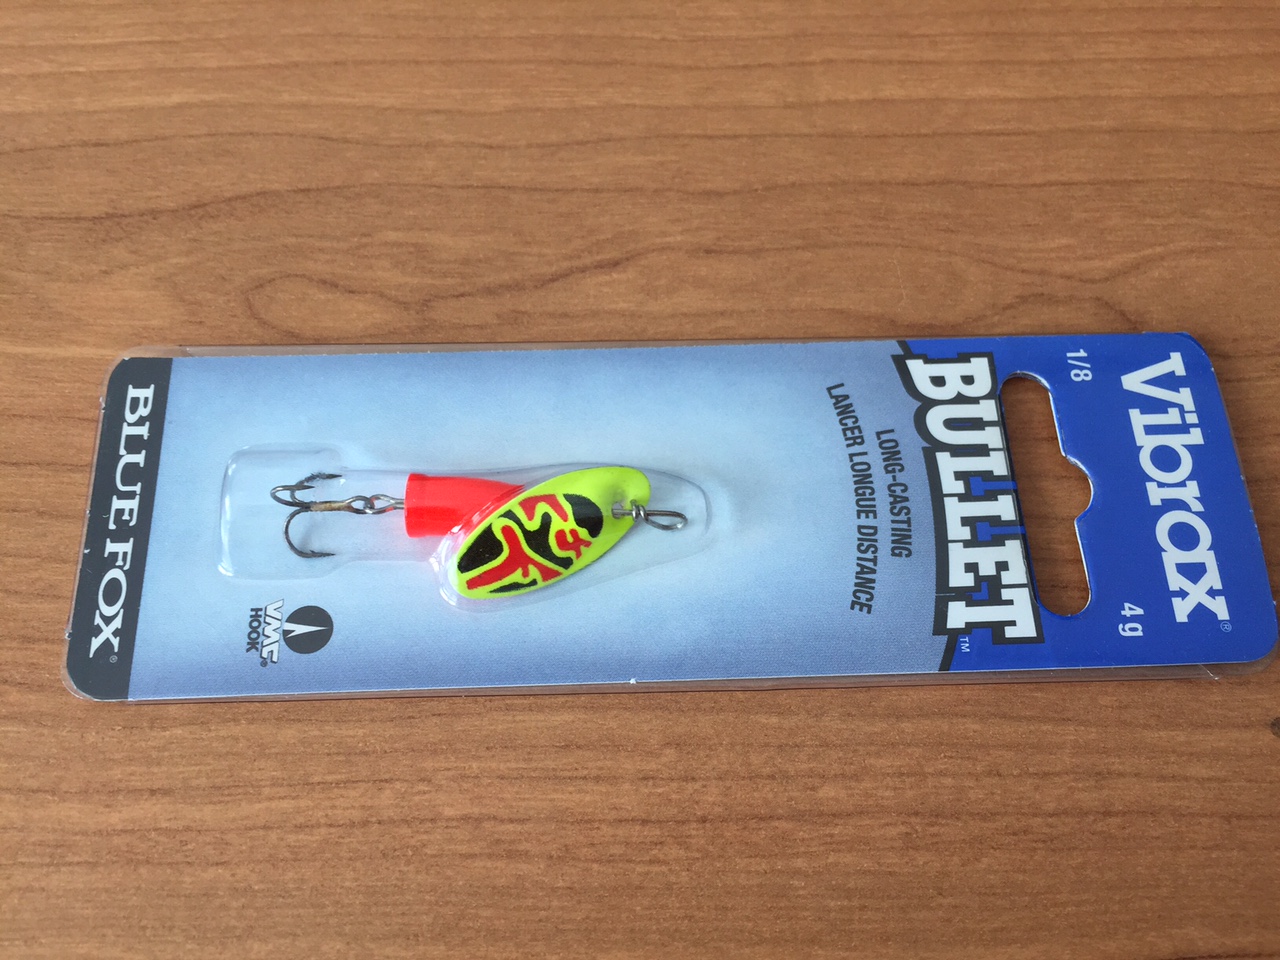 Vibrax®
1/8
4 g
BULLET™
LONG-CASTING
LANCER LONGUE DISTANCE
VMC®
HOOK
BLUE FOX®